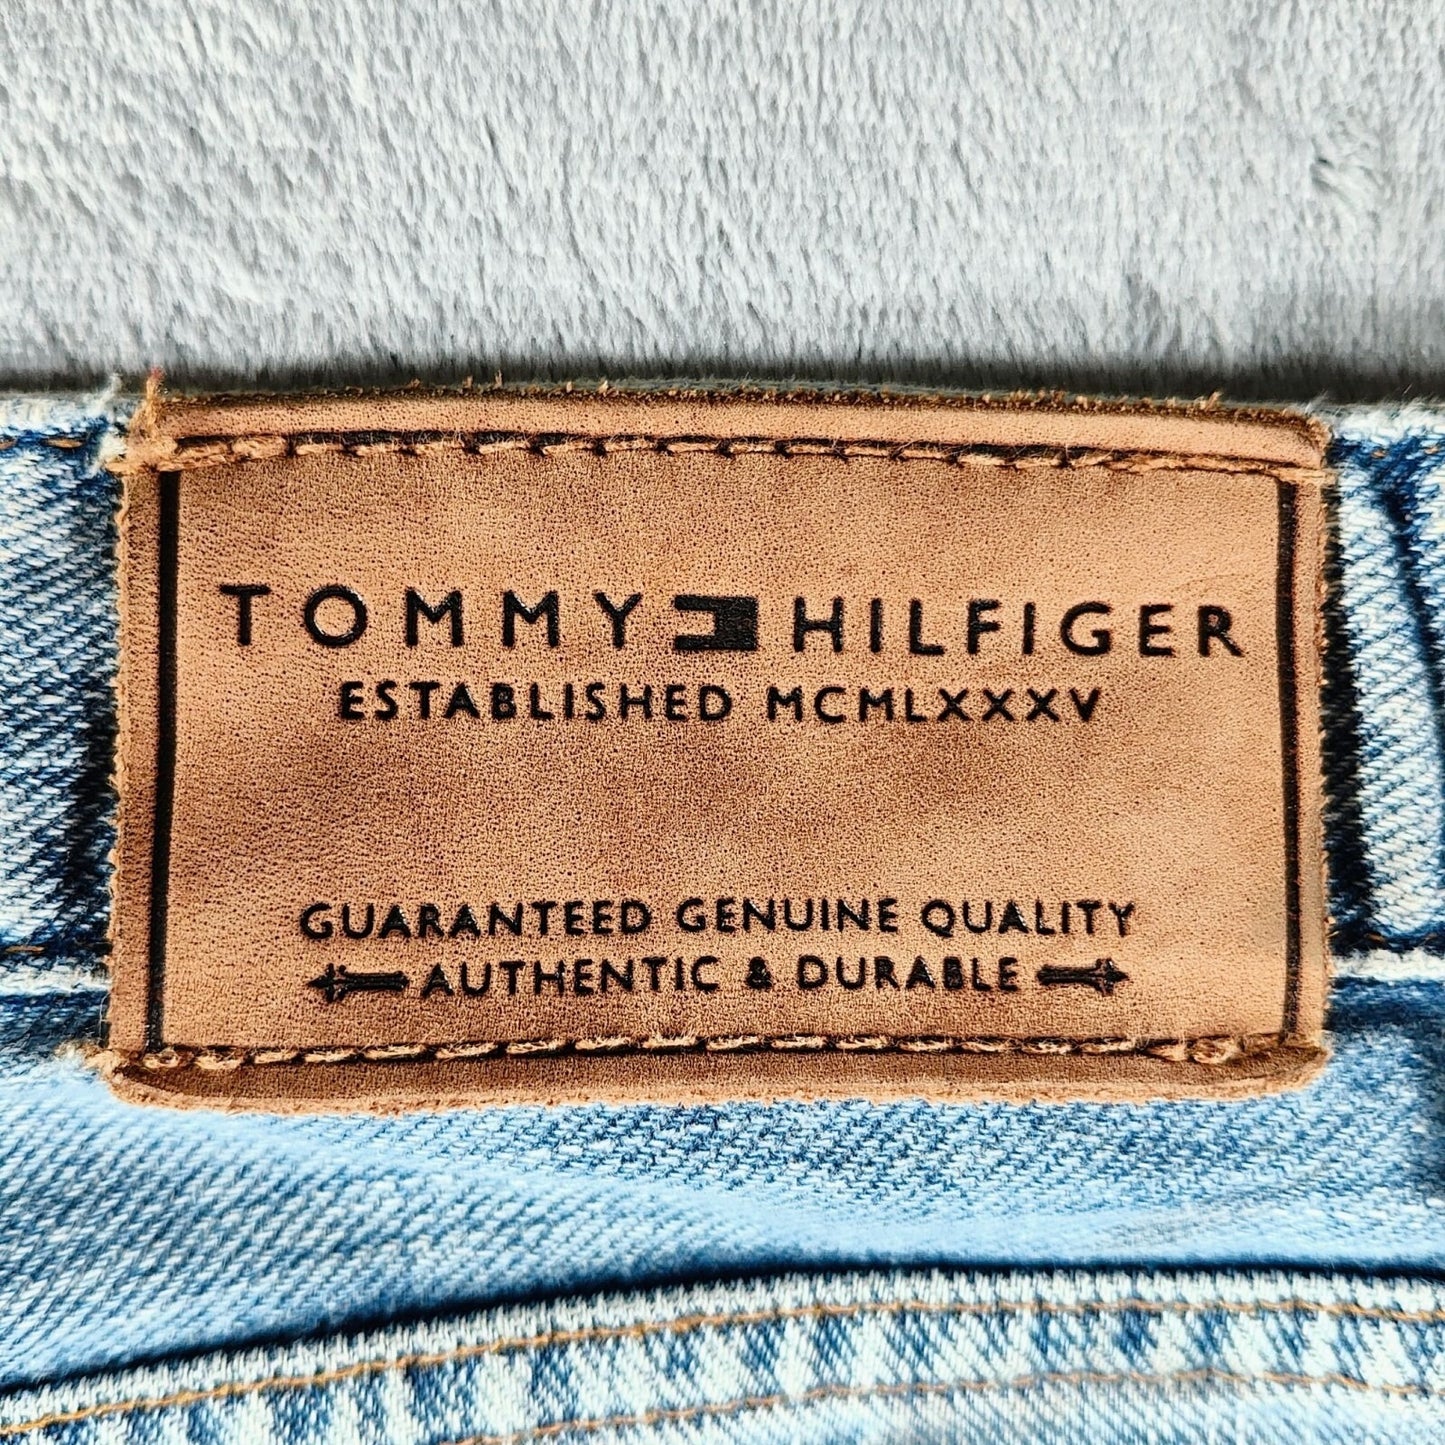 TOMMY HILFIGER
ESTABLISHED MCMLXXXV
GUARANTEED GENUINE QUALITY
AUTHENTIC & DURABLE